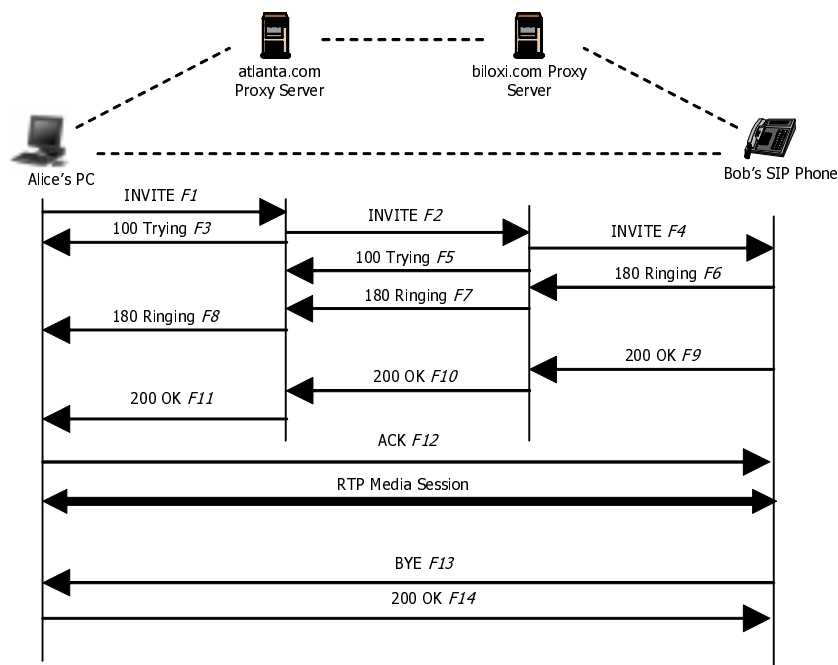 atlanta.com
Proxy Server
biloxi.com Proxy
Server
Alice's PC
Bob's SIP Phone
INVITE F1
INVITE F2
100 Trying F3
INVITE F4
100 Trying F5
180 Ringing F6
180 Ringing F7
180 Ringing F8
200 OK F9
200 OK F10
200 OK F11
ACK F12
RTP Media Session
BYE F13
200 OK F14